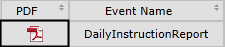 PDF Event Name
DailyInstructionReport